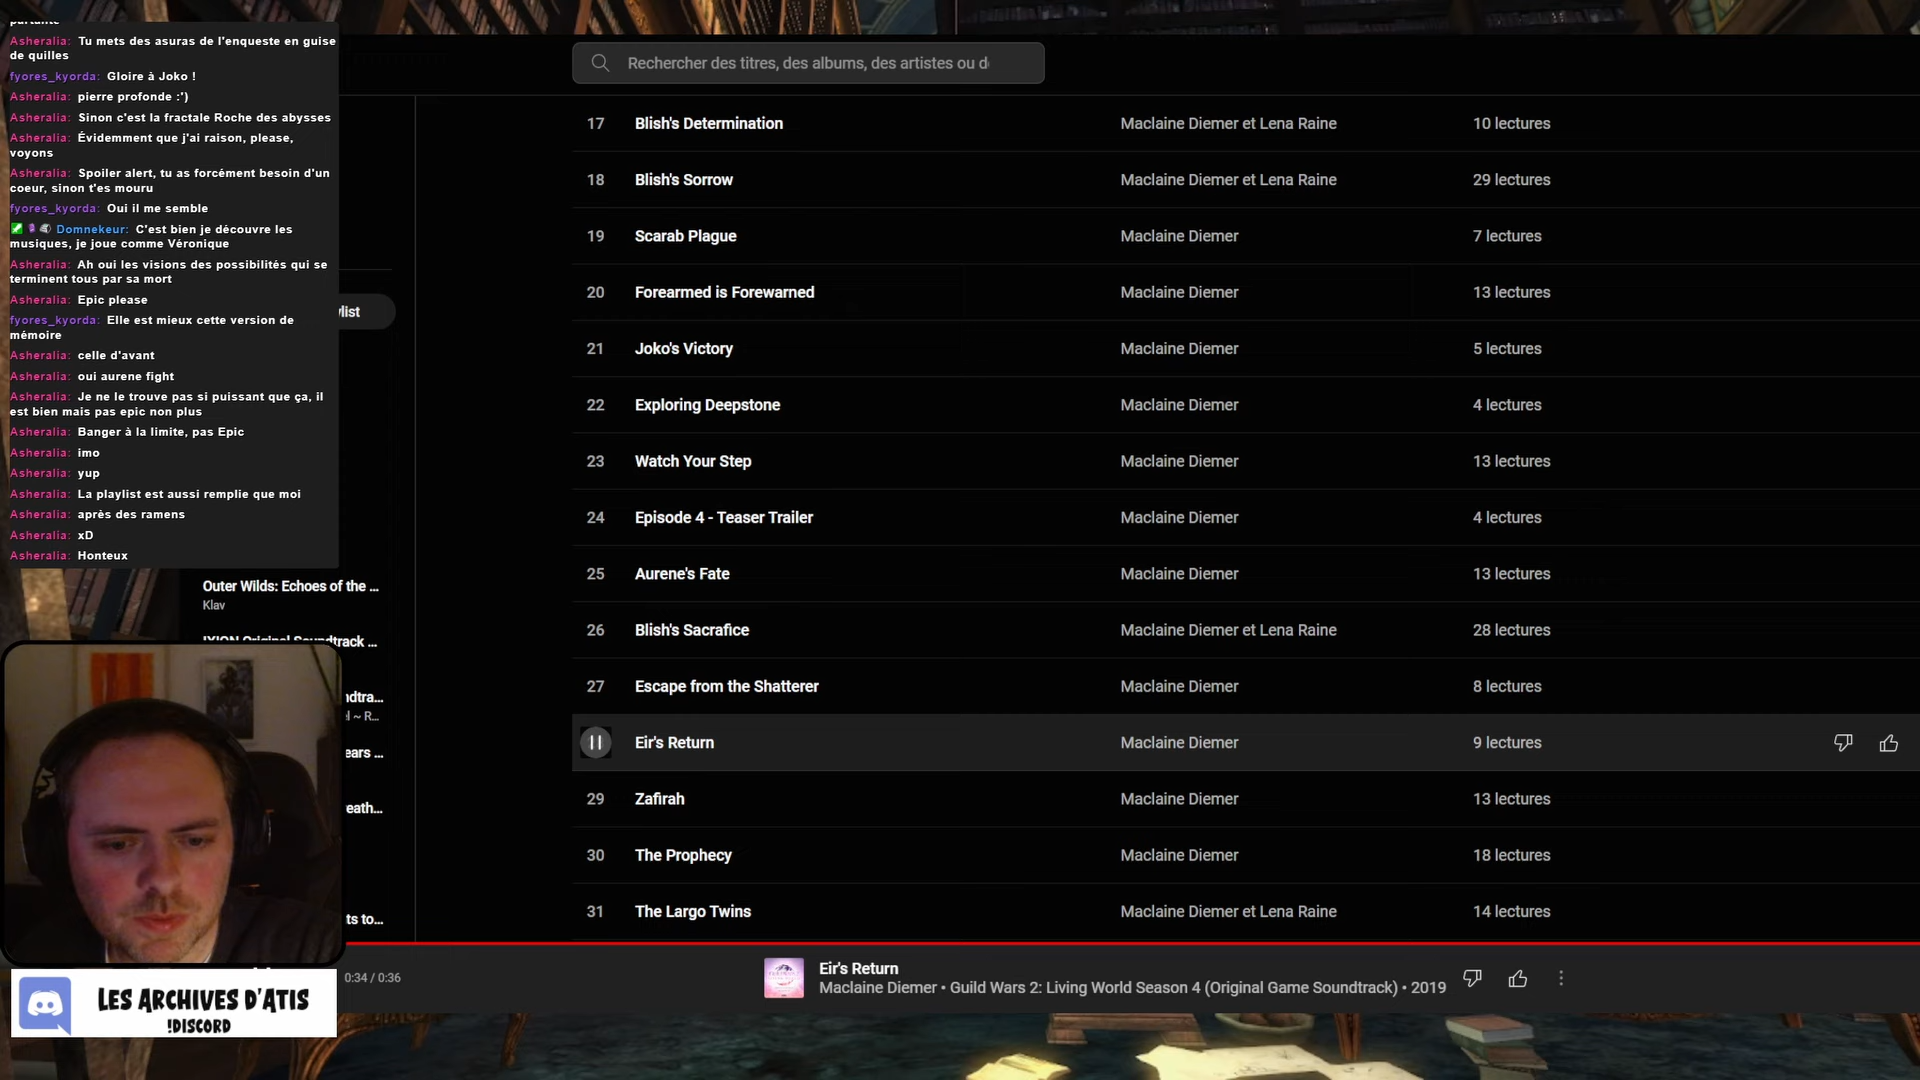 partante
Asheralia: Tu mets des asuras de l'enqueste en guise
de quilles
fyores_kyorda: Gloire à Joko !
Asheralia: pierre profonde :')
Asheralia: Sinon c'est la fractale Roche des abysses
Asheralia: Évidemment que j'ai raison, please,
voyons
Asheralia: Spoiler alert, tu as forcément besoin d'un
coeur, sinon t'es mouru
fyores_kyorda: Oui il me semble
Domnekeur: C'est bien je découvre les
musiques, je joue comme Véronique
Asheralia: Ah oui les visions des possibilités qui se
terminent tous par sa mort
Asheralia: Epic please
fyores_kyorda: Elle est mieux cette version de
mémoire
Asheralia: celle d'avant
Asheralia: oui aurene fight
Asheralia: Je ne le trouve pas si puissant que ça, il
est bien mais pas epic non plus
Asheralia: Banger à la limite, pas Epic
Asheralia: imo
Asheralia: yup
Asheralia: La playlist est aussi remplie que moi
Asheralia: après des ramens
Asheralia: xD
Asheralia: Honteux
ylist
Outer Wilds: Echoes of the ...
Klav
IXION Original Soundtrack ...
ndtra...
l ~ R...
ears ...
eath...
ts to...
Rechercher des titres, des albums, des artistes ou d
17 Blish's Determination Maclaine Diemer et Lena Raine 10 lectures
18 Blish's Sorrow Maclaine Diemer et Lena Raine 29 lectures
19 Scarab Plague Maclaine Diemer 7 lectures
20 Forearmed is Forewarned Maclaine Diemer 13 lectures
21 Joko's Victory Maclaine Diemer 5 lectures
22 Exploring Deepstone Maclaine Diemer 4 lectures
23 Watch Your Step Maclaine Diemer 13 lectures
24 Episode 4 - Teaser Trailer Maclaine Diemer 4 lectures
25 Aurene's Fate Maclaine Diemer 13 lectures
26 Blish's Sacrafice Maclaine Diemer et Lena Raine 28 lectures
27 Escape from the Shatterer Maclaine Diemer 8 lectures
Eir's Return Maclaine Diemer 9 lectures
29 Zafirah Maclaine Diemer 13 lectures
30 The Prophecy Maclaine Diemer 18 lectures
31 The Largo Twins Maclaine Diemer et Lena Raine 14 lectures
0:34 / 0:36
Eir's Return
Maclaine Diemer • Guild Wars 2: Living World Season 4 (Original Game Soundtrack) • 2019
LES ARCHIVES D'ATIS
!DISCORD